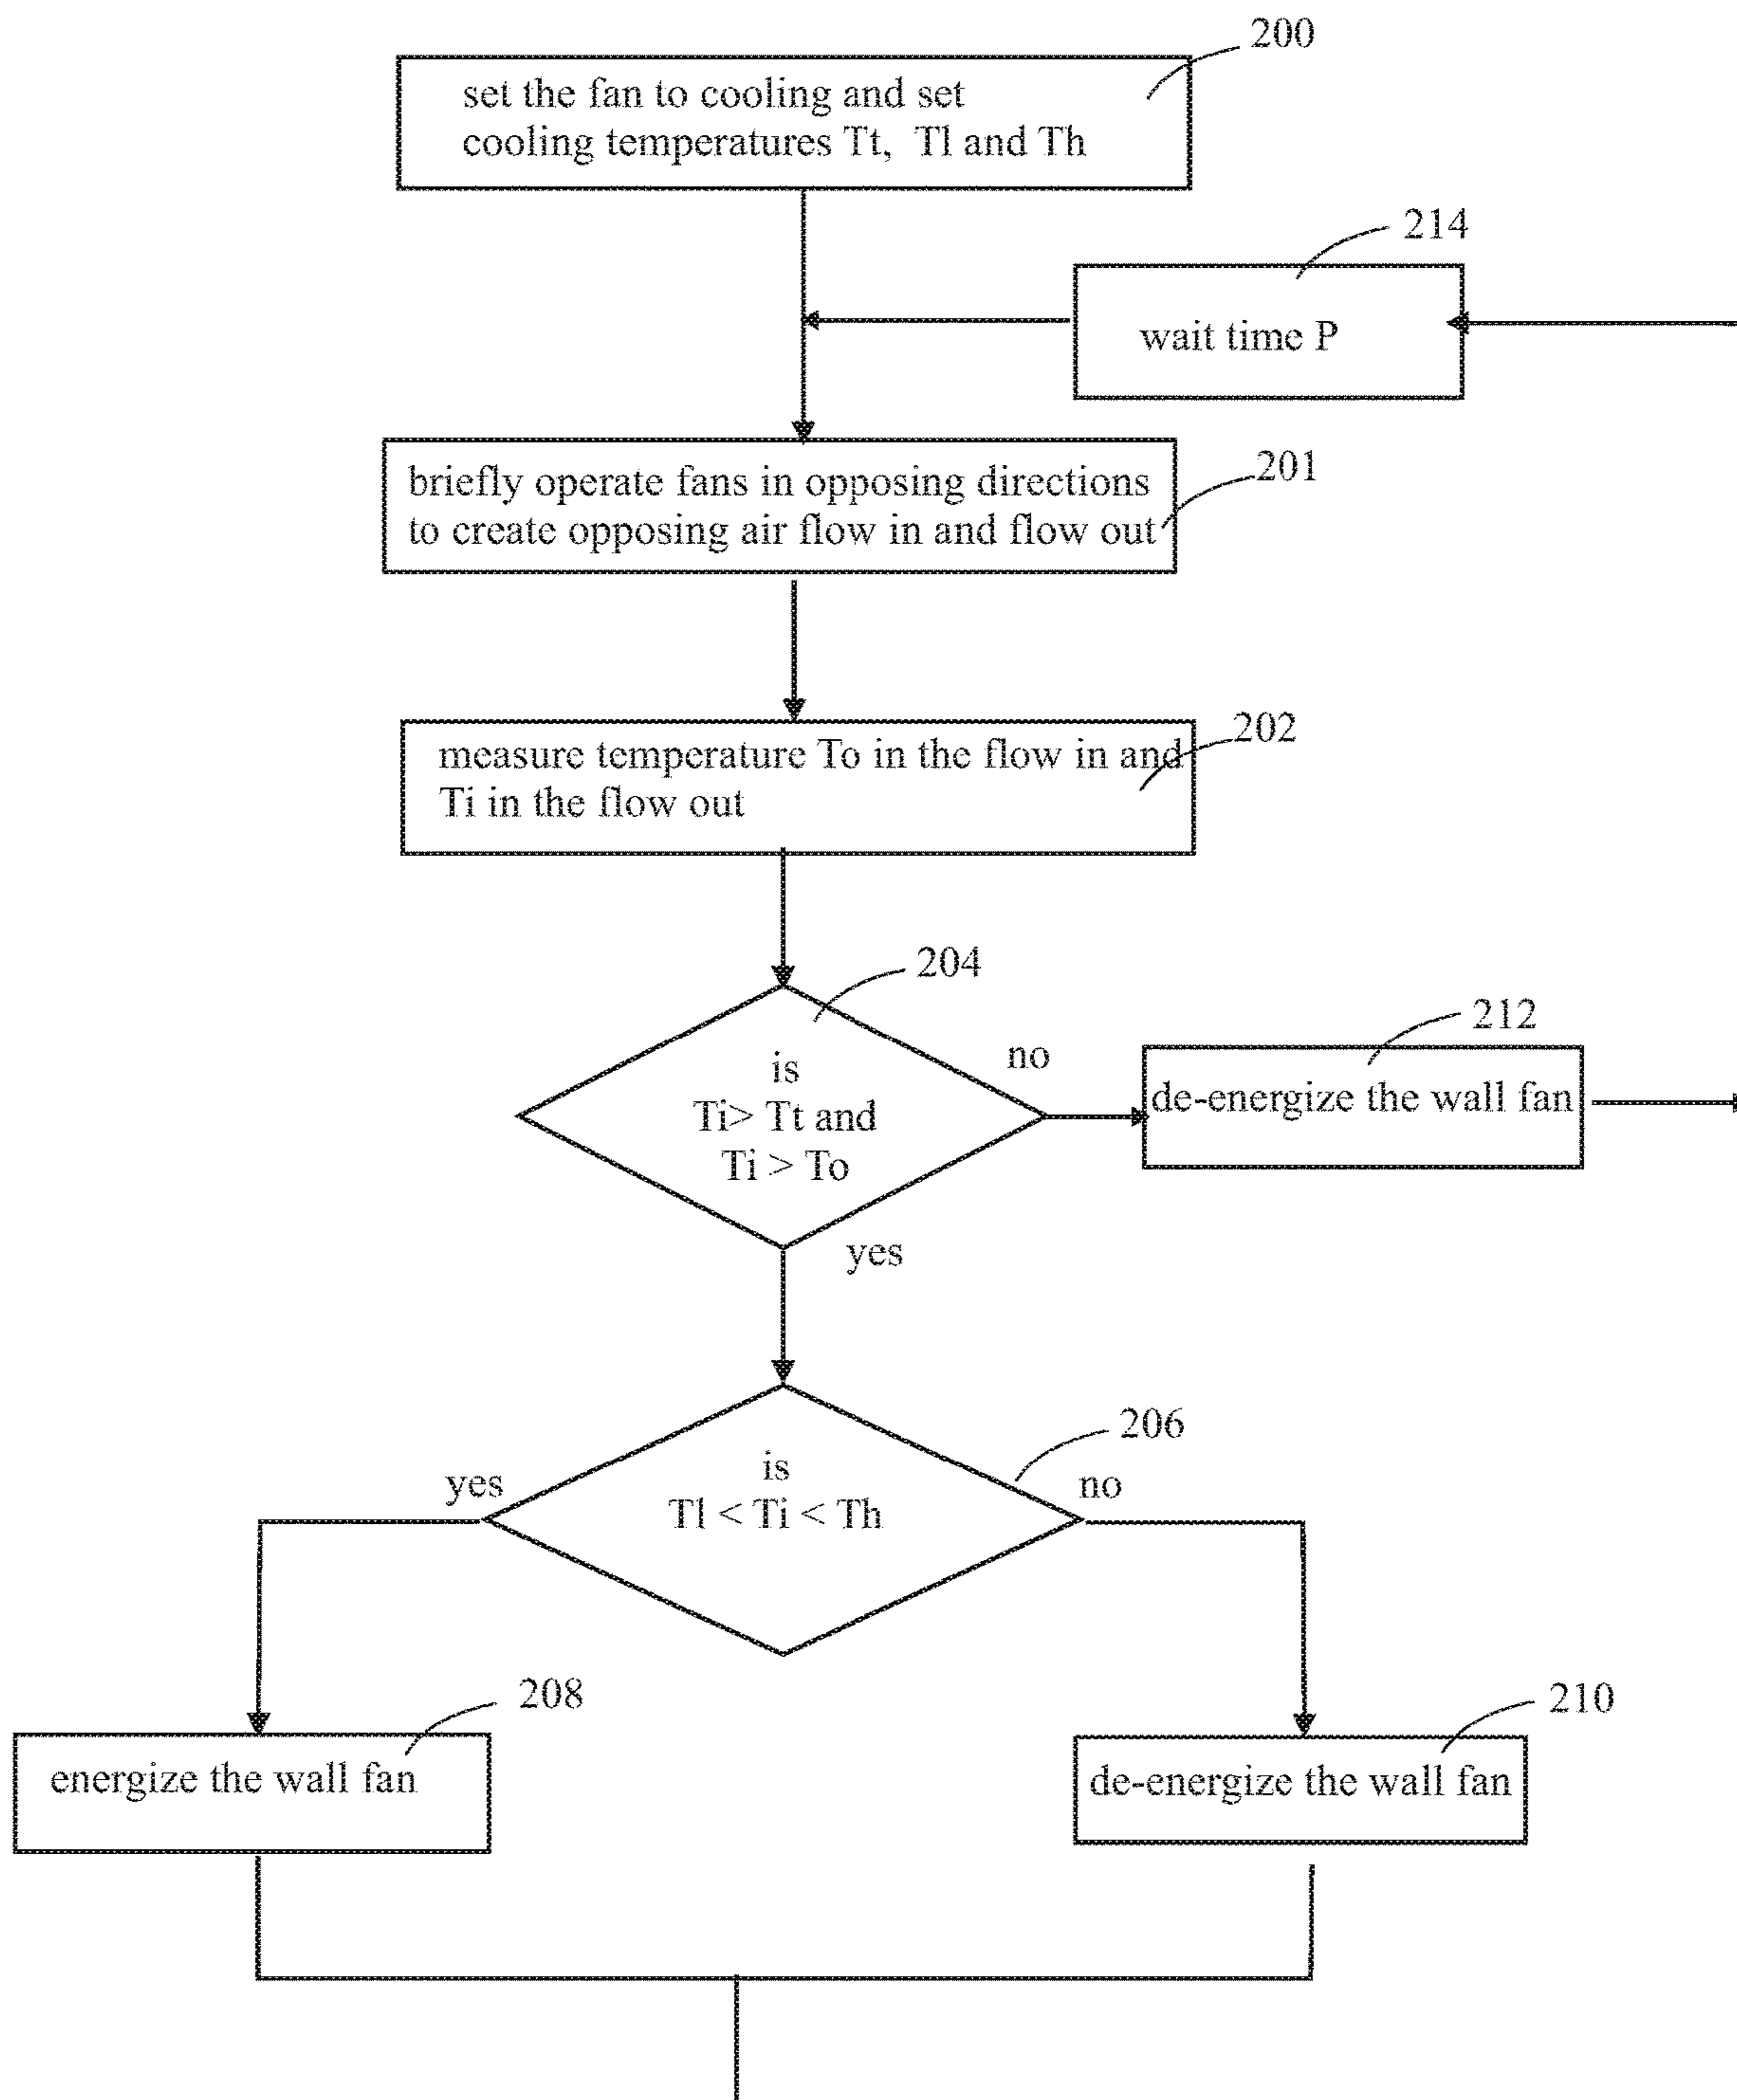 200
set the fan to cooling and set
cooling temperatures Tt, Tl and Th
214
wait time P
briefly operate fans in opposing directions
to create opposing air flow in and flow out
201
measure temperature To in the flow in and
Ti in the flow out
202
204
is
Ti> Tt and
Ti > To
no
212
de-energize the wall fan
yes
206
is
Tl < Ti < Th
yes
no
208
energize the wall fan
210
de-energize the wall fan